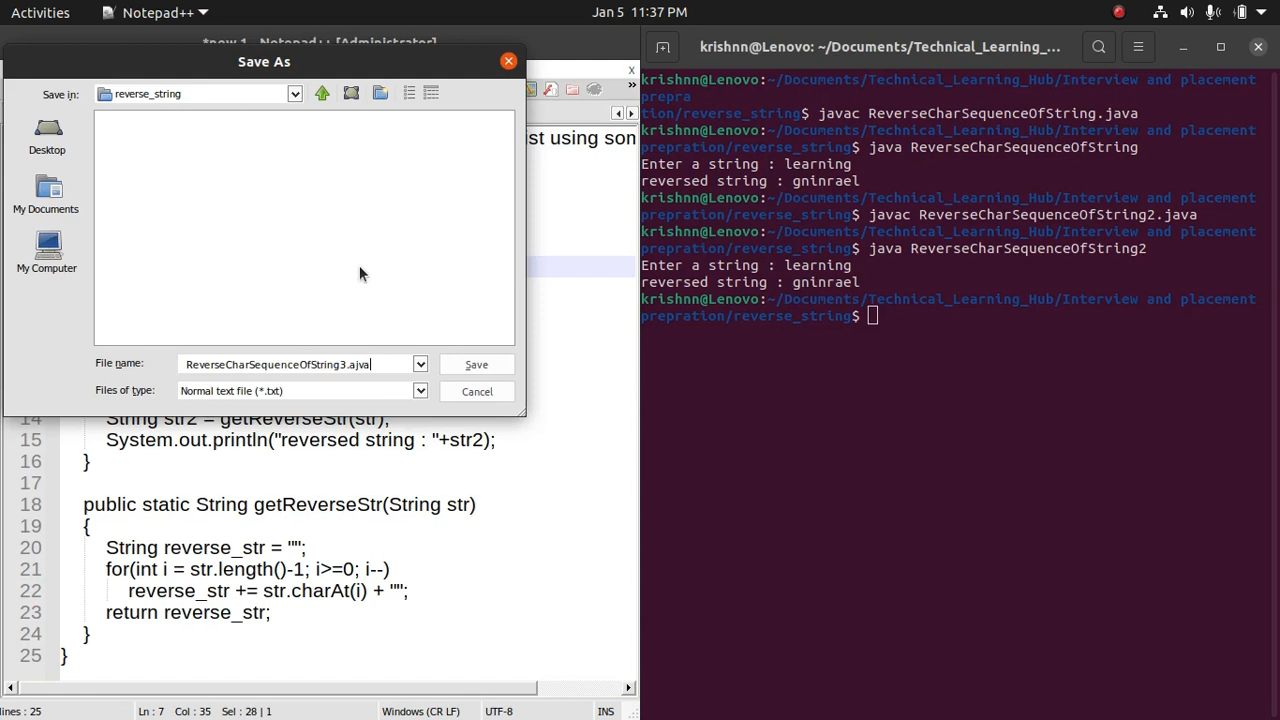 Activities Notepad++ Jan 5 11:37 PM
*new 1 - Notepad++ [Administrator]
Save As
Save in: reverse_string
Desktop
My Documents
My Computer
File name: ReverseCharSequenceOfString3.ajva Save
Files of type: Normal text file (*.txt) Cancel
X
»
ist using son
14 String str2 = getReverseStr(str);
15 System.out.println("reversed string : "+str2);
16 }
17
18 public static String getReverseStr(String str)
19 {
20 String reverse_str = "";
21 for(int i = str.length()-1; i>=0; i--)
22 reverse_str += str.charAt(i) + "";
23 return reverse_str;
24 }
25 }
ines : 25 Ln : 7 Col : 35 Sel : 28 | 1 Windows (CR LF) UTF-8 INS
krishnn@Lenovo: ~/Documents/Technical_Learning_...
krishnn@Lenovo:~/Documents/Technical_Learning_Hub/Interview and placement
prepra
tion/reverse_string$ javac ReverseCharSequenceOfString.java
krishnn@Lenovo:~/Documents/Technical_Learning_Hub/Interview and placement
prepration/reverse_string$ java ReverseCharSequenceOfString
Enter a string : learning
reversed string : gninrael
krishnn@Lenovo:~/Documents/Technical_Learning_Hub/Interview and placement
prepration/reverse_string$ javac ReverseCharSequenceOfString2.java
krishnn@Lenovo:~/Documents/Technical_Learning_Hub/Interview and placement
prepration/reverse_string$ java ReverseCharSequenceOfString2
Enter a string : learning
reversed string : gninrael
krishnn@Lenovo:~/Documents/Technical_Learning_Hub/Interview and placement
prepration/reverse_string$